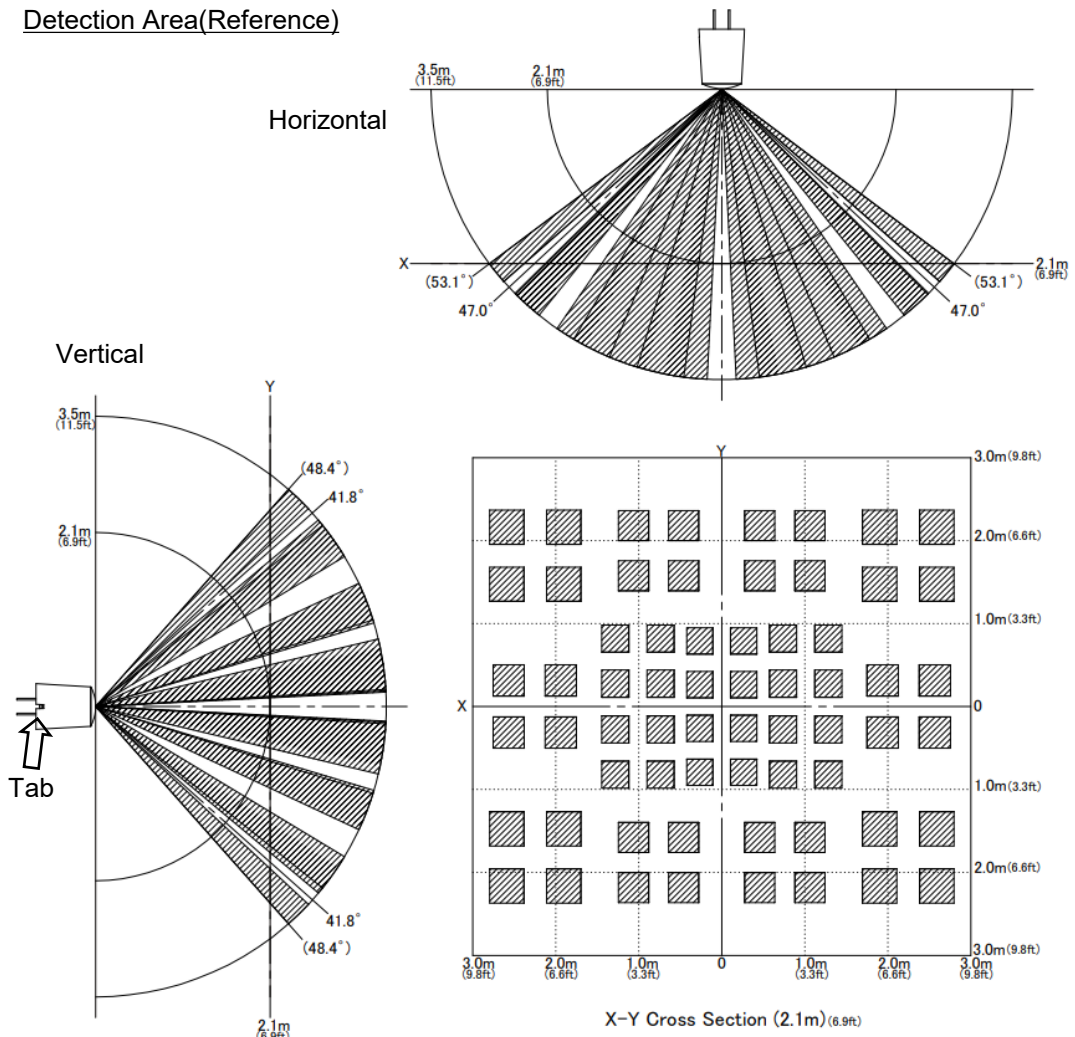 Detection Area(Reference)
3.5m
(11.5ft)
2.1m
(6.9ft)
Horizontal
X
2.1m
(6.9ft)
(53.1°)
47.0°
(53.1°)
47.0°
Vertical
Y
3.5m
(11.5ft)
(48.4°)
41.8°
2.1m
(6.9ft)
Tab
41.8°
(48.4°)
2.1m
(6.9ft)
Y
3.0m(9.8ft)
2.0m(6.6ft)
1.0m(3.3ft)
X
0
1.0m(3.3ft)
2.0m(6.6ft)
3.0m(9.8ft)
3.0m 2.0m 1.0m 0 1.0m 2.0m 3.0m
(9.8ft) (6.6ft) (3.3ft) (3.3ft) (6.6ft) (9.8ft)
X-Y Cross Section (2.1m)(6.9ft)